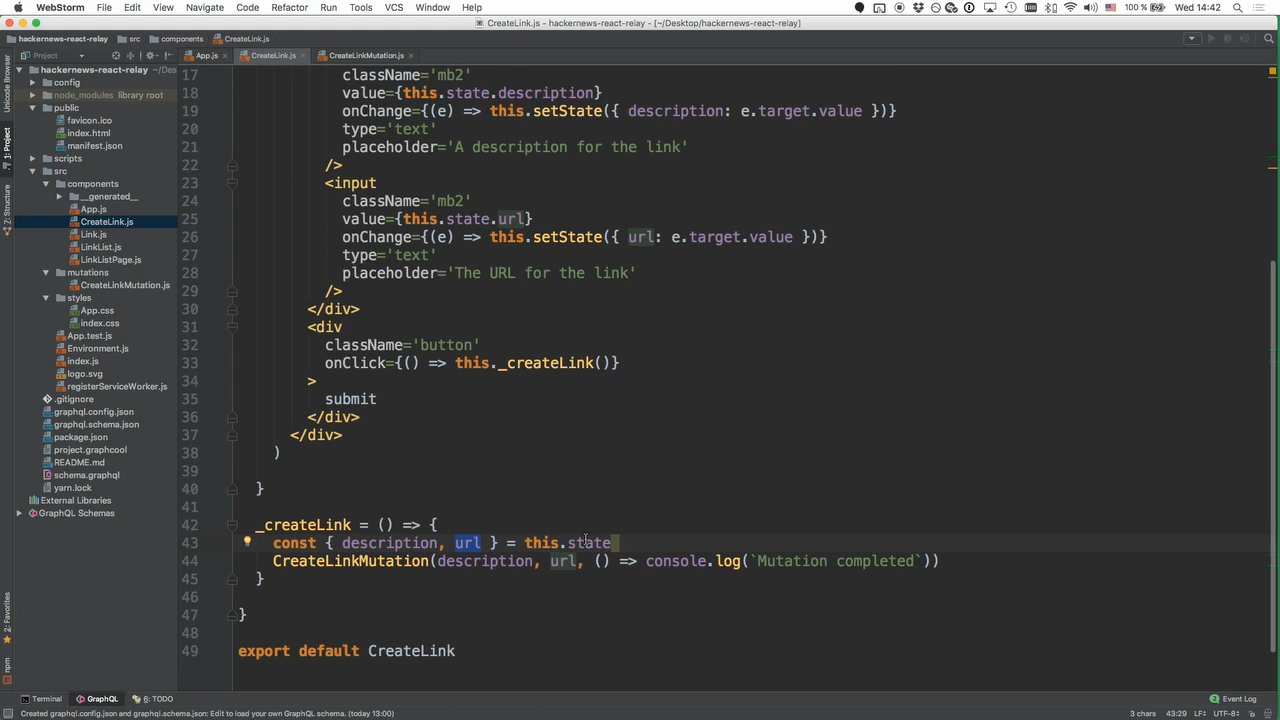 WebStorm File Edit View Navigate Code Refactor Run Tools VCS Window Help 100 % Wed 14:42
CreateLink.js - hackernews-react-relay - [~/Desktop/hackernews-react-relay]
hackernews-react-relay src components CreateLink.js
Project
App.js CreateLink.js CreateLinkMutation.js
hackernews-react-relay ~/Des
config
node_modules library root
public
favicon.ico
index.html
manifest.json
scripts
src
components
__generated__
App.js
CreateLink.js
Link.js
LinkList.js
LinkListPage.js
mutations
CreateLinkMutation.js
styles
App.css
index.css
App.test.js
Environment.js
index.js
logo.svg
registerServiceWorker.js
.gitignore
graphql.config.json
graphql.schema.json
package.json
project.graphcool
README.md
schema.graphql
yarn.lock
External Libraries
GraphQL Schemas
Unicode Browser
1: Project
7: Structure
2: Favorites
npm
17 className='mb2'
18 value={this.state.description}
19 onChange={(e) => this.setState({ description: e.target.value })}
20 type='text'
21 placeholder='A description for the link'
22 />
23 <input
24 className='mb2'
25 value={this.state.url}
26 onChange={(e) => this.setState({ url: e.target.value })}
27 type='text'
28 placeholder='The URL for the link'
29 />
30 </div>
31 <div
32 className='button'
33 onClick={() => this._createLink()}
34 >
35 submit
36 </div>
37 </div>
38 )
39
40 }
41
42 _createLink = () => {
43 const { description, url } = this.state
44 CreateLinkMutation(description, url, () => console.log(`Mutation completed`))
45 }
46
47 }
48
49 export default CreateLink
Terminal GraphQL 6: TODO 2 Event Log
Created graphql.config.json and graphql.schema.json: Edit to load your own GraphQL schema. (today 13:00) 3 chars 43:29 LF÷ UTF-8÷